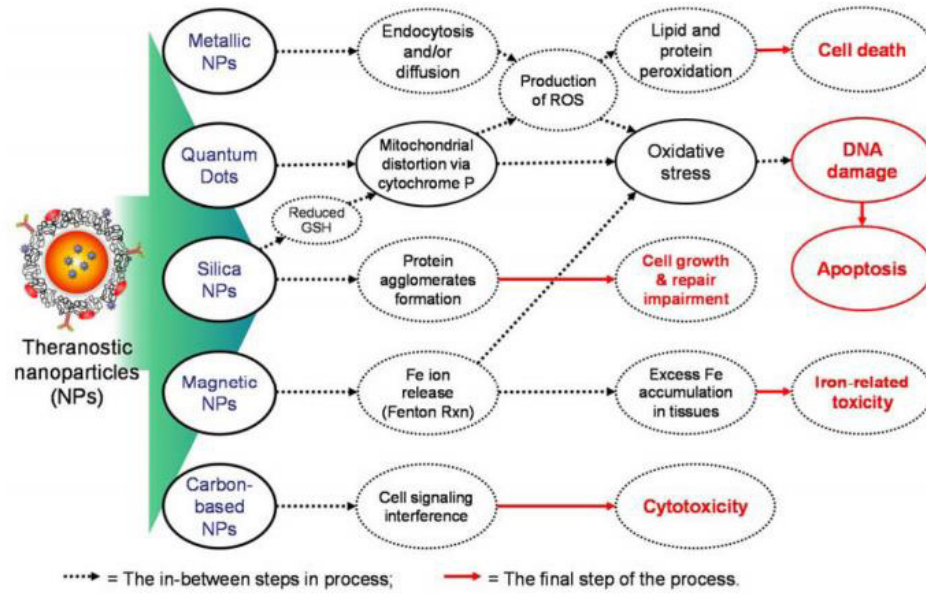 Metallic
NPs
Endocytosis
and/or
diffusion
Production
of ROS
Lipid and
protein
peroxidation
Cell death
Quantum
Dots
Mitochondrial
distortion via
cytochrome P
Oxidative
stress
DNA
damage
Reduced
GSH
Silica
NPs
Protein
agglomerates
formation
Cell growth
& repair
impairment
Apoptosis
Theranostic
nanoparticles
(NPs)
Magnetic
NPs
Fe ion
release
(Fenton Rxn)
Excess Fe
accumulation
in tissues
Iron-related
toxicity
Carbon-
based NPs
Cell signaling
interference
Cytotoxicity
= The in-between steps in process;
= The final step of the process.